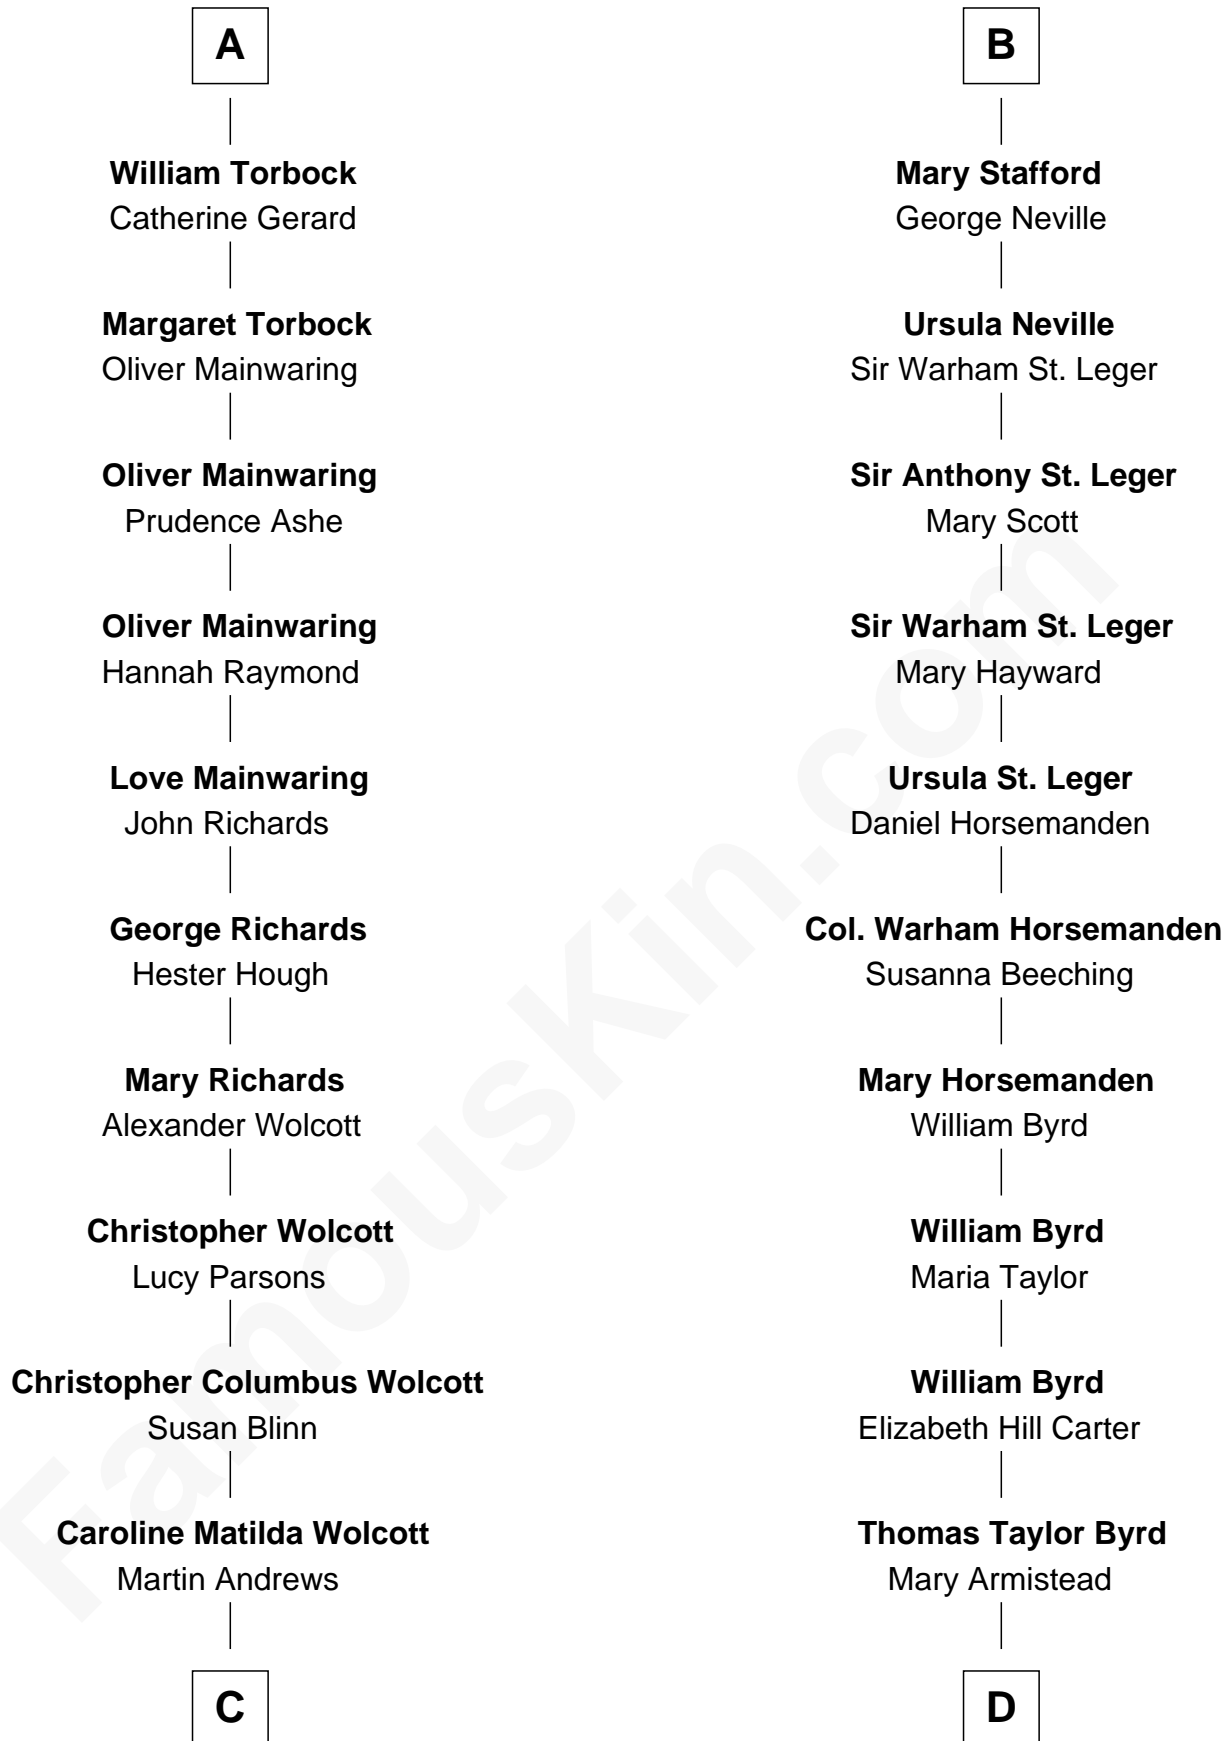 A
William Torbock
Catherine Gerard
Margaret Torbock
Oliver Mainwaring
Oliver Mainwaring
Prudence Ashe
Oliver Mainwaring
Hannah Raymond
Love Mainwaring
John Richards
George Richards
Hester Hough
Mary Richards
Alexander Wolcott
Christopher Wolcott
Lucy Parsons
Christopher Columbus Wolcott
Susan Blinn
Caroline Matilda Wolcott
Martin Andrews
C
B
Mary Stafford
George Neville
Ursula Neville
Sir Warham St. Leger
Sir Anthony St. Leger
Mary Scott
Sir Warham St. Leger
Mary Hayward
Ursula St. Leger
Daniel Horsemanden
Col. Warham Horsemanden
Susanna Beeching
Mary Horsemanden
William Byrd
William Byrd
Maria Taylor
William Byrd
Elizabeth Hill Carter
Thomas Taylor Byrd
Mary Armistead
D
FamousKin.com